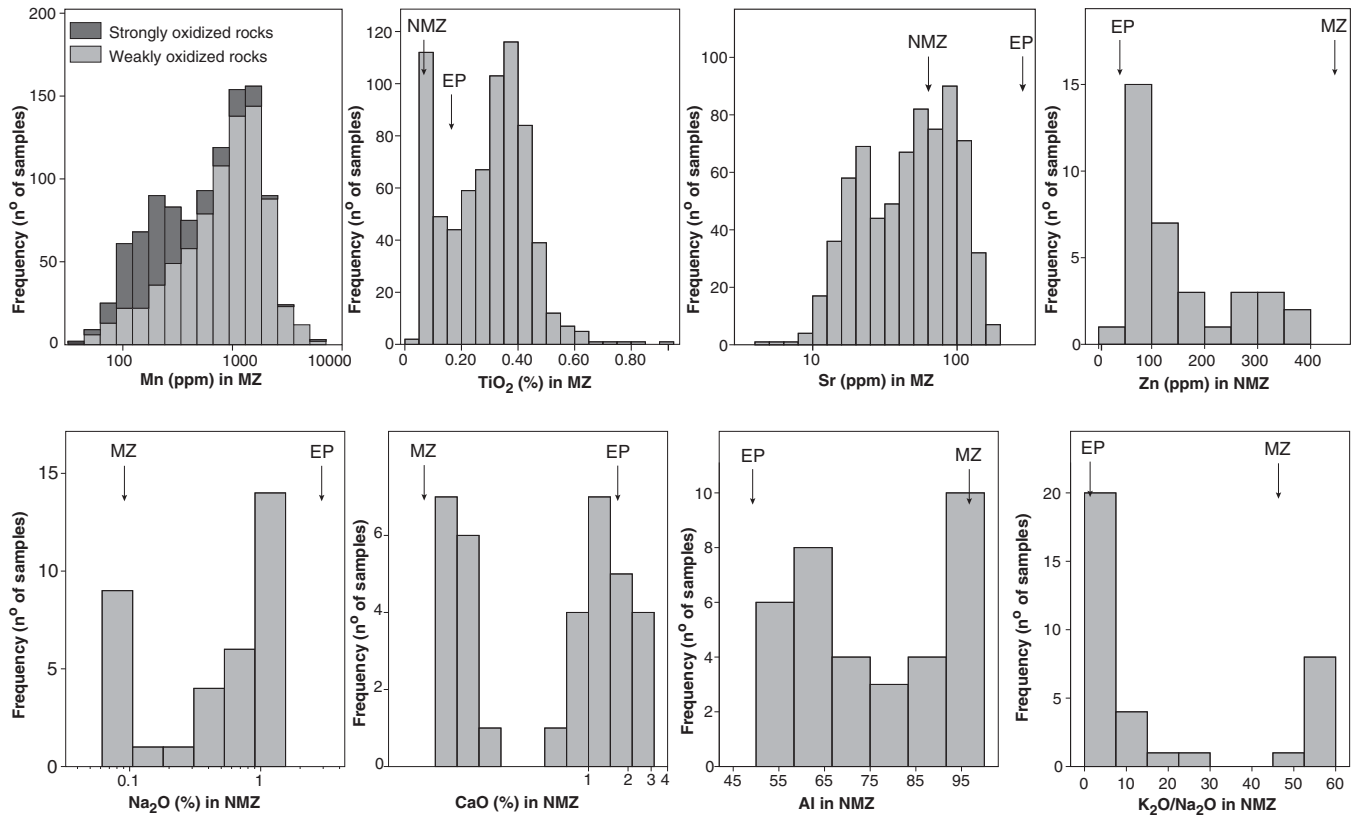 Frequency (nº of samples)
200
150
100
50
0
Strongly oxidized rocks
Weakly oxidized rocks
100 1000 10000
Mn (ppm) in MZ
Frequency (nº of samples)
120
100
80
60
40
20
0
NMZ
EP
0 0.20 0.40 0.60 0.80
TiO2 (%) in MZ
Frequency (nº of samples)
100
80
60
40
20
0
NMZ
EP
10 100
Sr (ppm) in MZ
Frequency (nº of samples)
15
10
5
0
EP
MZ
0 100 200 300 400
Zn (ppm) in NMZ
Frequency (nº of samples)
15
10
5
0
MZ
EP
0.1 1
Na2O (%) in NMZ
Frequency (nº of samples)
6
4
2
0
MZ
EP
1 2 3 4
CaO (%) in NMZ
Frequency (nº of samples)
10
8
6
4
2
0
EP
MZ
45 55 65 75 85 95
AI in NMZ
Frequency (nº of samples)
20
15
10
5
0
EP
MZ
0 10 20 30 40 50 60
K2O/Na2O in NMZ